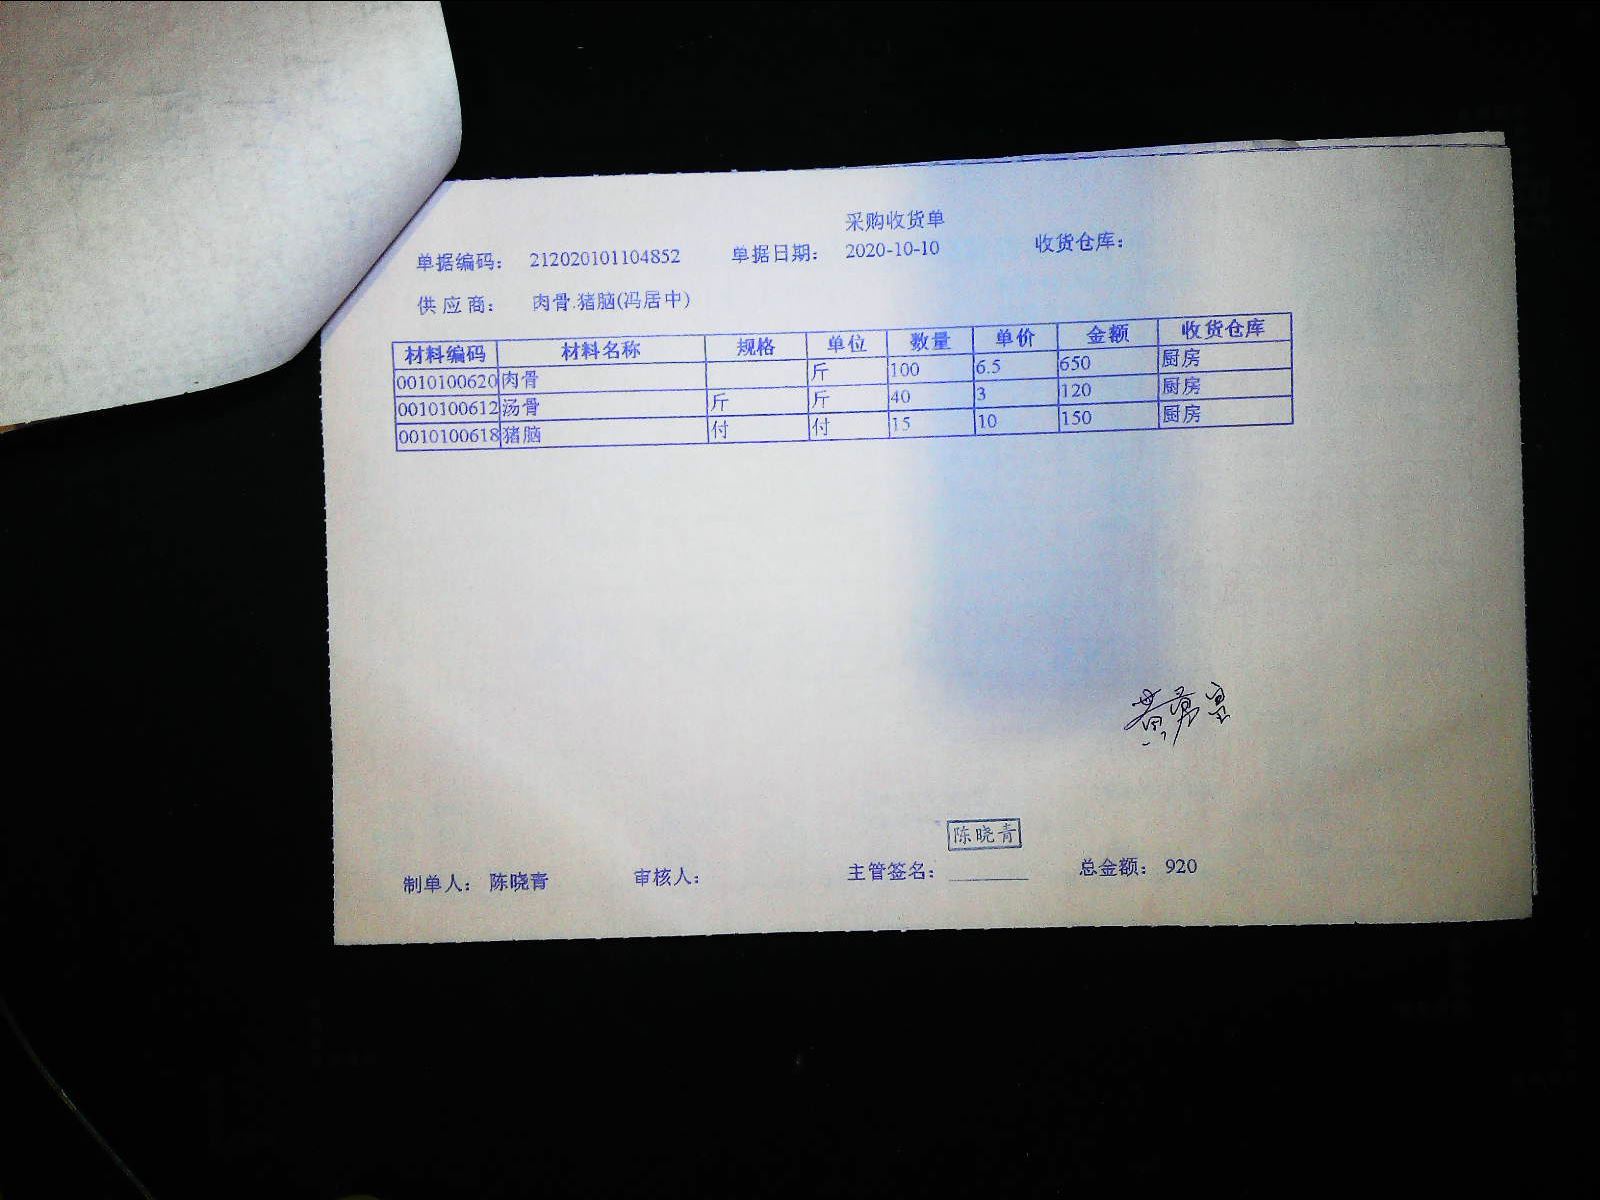 采购收货单
单据编码： 212020101104852 单据日期： 2020-10-10 收货仓库：
供 应 商： 肉骨.猪脑(冯居中)
材料编码 材料名称 规格 单位 数量 单价 金额 收货仓库
0010100620 肉骨 斤 100 6.5 650 厨房
0010100612 汤骨 斤 斤 40 3 120 厨房
0010100618 猪脑 付 付 15 10 150 厨房
陈晓青
制单人： 陈晓青 审核人： 主管签名： 总金额： 920